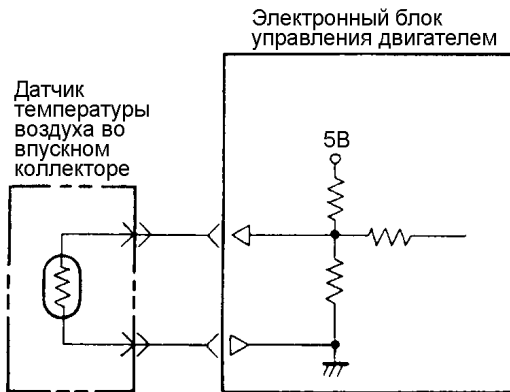 Электронный блок
управления двигателем
Датчик
температуры
воздуха во
впускном
коллекторе
5В